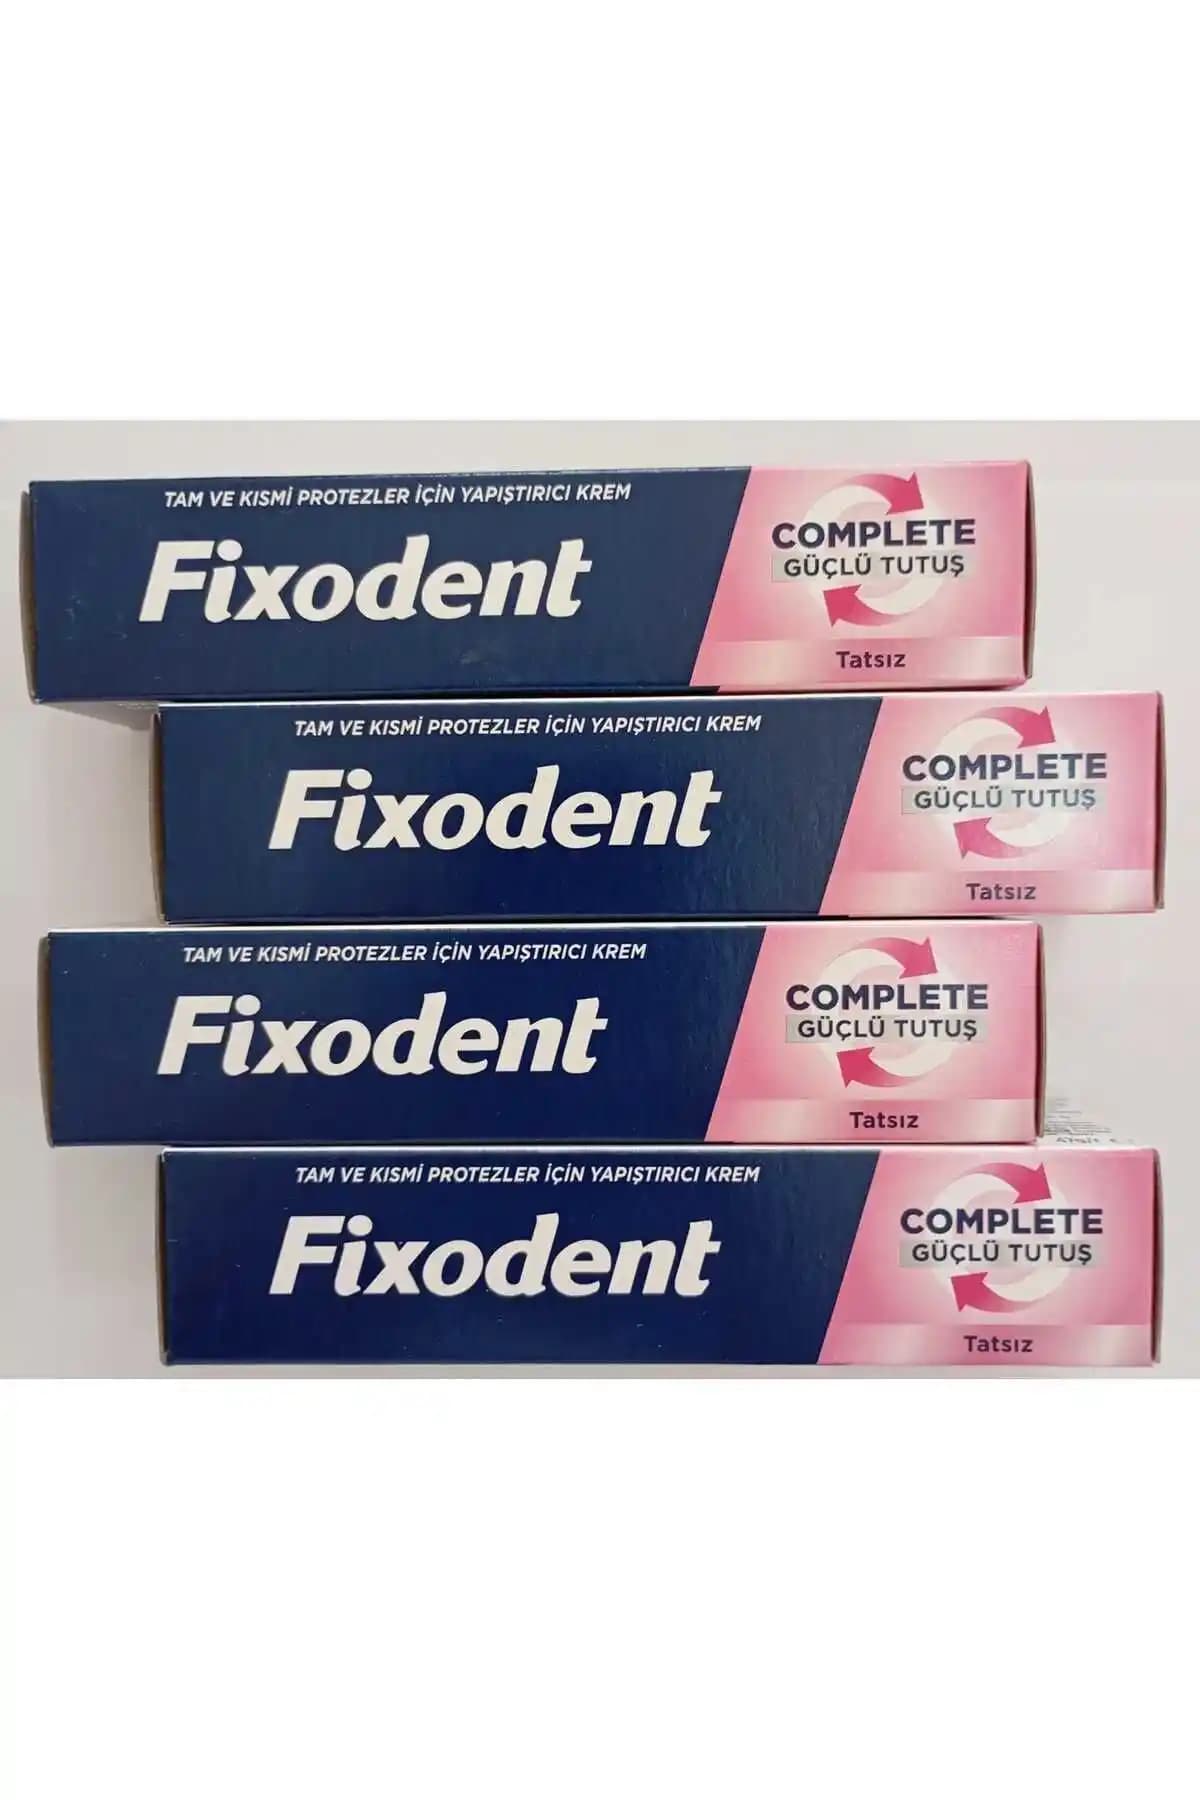 TAM VE KISMİ PROTEZLER İÇİN YAPIŞTIRICI KREM
Fixodent
COMPLETE
GÜÇLÜ TUTUŞ
Tatsız
TAM VE KISMİ PROTEZLER İÇİN YAPIŞTIRICI KREM
Fixodent
COMPLETE
GÜÇLÜ TUTUŞ
Tatsız
TAM VE KISMİ PROTEZLER İÇİN YAPIŞTIRICI KREM
Fixodent
COMPLETE
GÜÇLÜ TUTUŞ
Tatsız
TAM VE KISMİ PROTEZLER İÇİN YAPIŞTIRICI KREM
Fixodent
COMPLETE
GÜÇLÜ TUTUŞ
Tatsız